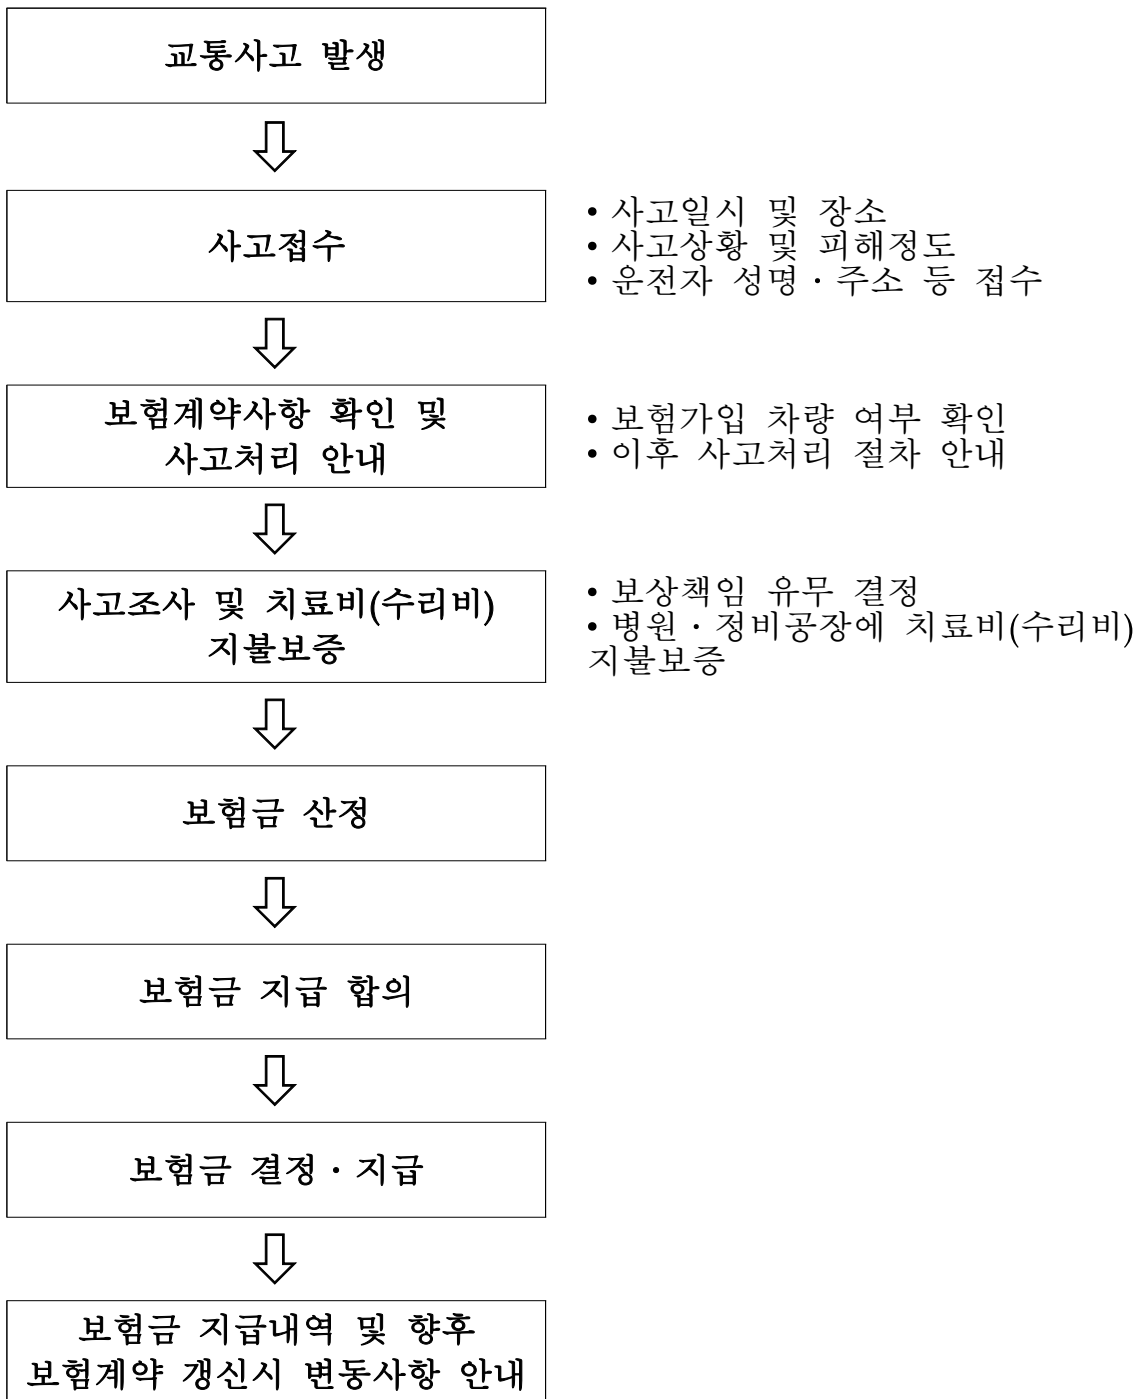 교통사고 발생
사고접수
• 사고일시 및 장소
• 사고상황 및 피해정도
• 운전자 성명·주소 등 접수
보험계약사항 확인 및
사고처리 안내
• 보험가입 차량 여부 확인
• 이후 사고처리 절차 안내
사고조사 및 치료비(수리비)
지불보증
• 보상책임 유무 결정
• 병원·정비공장에 치료비(수리비)
지불보증
보험금 산정
보험금 지급 합의
보험금 결정·지급
보험금 지급내역 및 향후
보험계약 갱신시 변동사항 안내